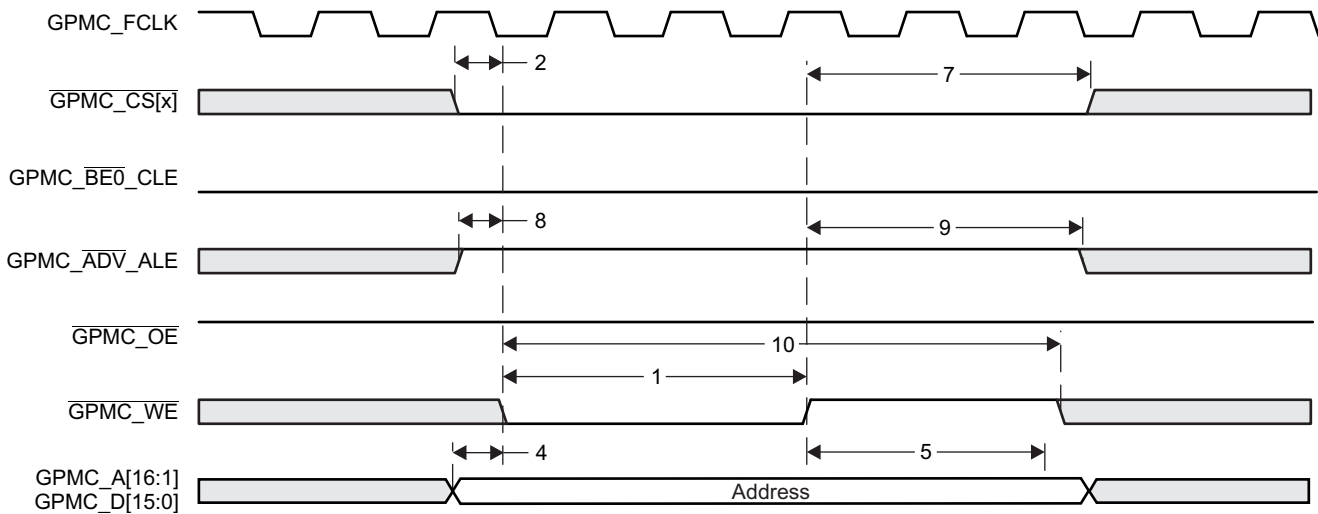 GPMC_FCLK
2
7
GPMC_CS[x]
GPMC_BE0_CLE
8
9
GPMC_ADV_ALE
GPMC_OE
10
1
GPMC_WE
4
5
GPMC_A[16:1]
GPMC_D[15:0]
Address